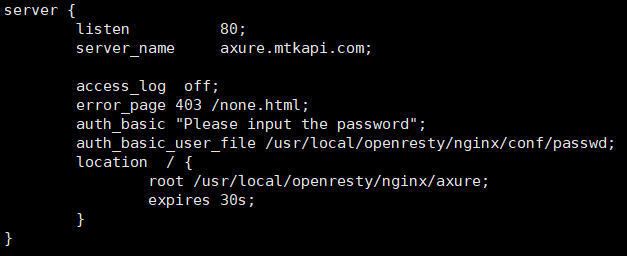 server {
listen 80;
server_name axure.mtkapi.com;
access_log off;
error_page 403 /none.html;
auth_basic "Please input the password";
auth_basic_user_file /usr/local/openresty/nginx/conf/passwd;
location / {
root /usr/local/openresty/nginx/axure;
expires 30s;
}
}